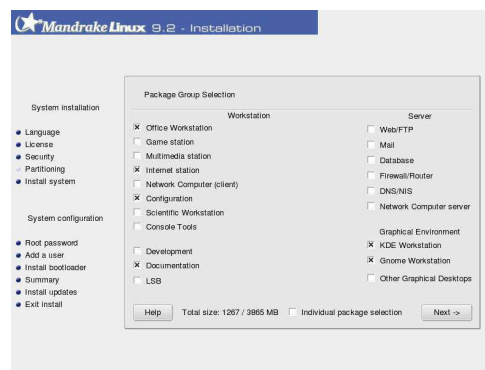 Mandrake Linux 9.2 - Installation
System installation
Language
License
Security
Partitioning
Install system
System configuration
Root password
Add a user
Install bootloader
Summary
Install updates
Exit install
Package Group Selection
Workstation
Office Workstation
Game station
Multimedia station
Internet station
Network Computer (client)
Configuration
Scientific Workstation
Console Tools
Development
Documentation
LSB
Server
Web/FTP
Mail
Database
Firewall/Router
DNS/NIS
Network Computer server
Graphical Environment
KDE Workstation
Gnome Workstation
Other Graphical Desktops
Help
Total size: 1267 / 3865 MB
Individual package selection
Next ->